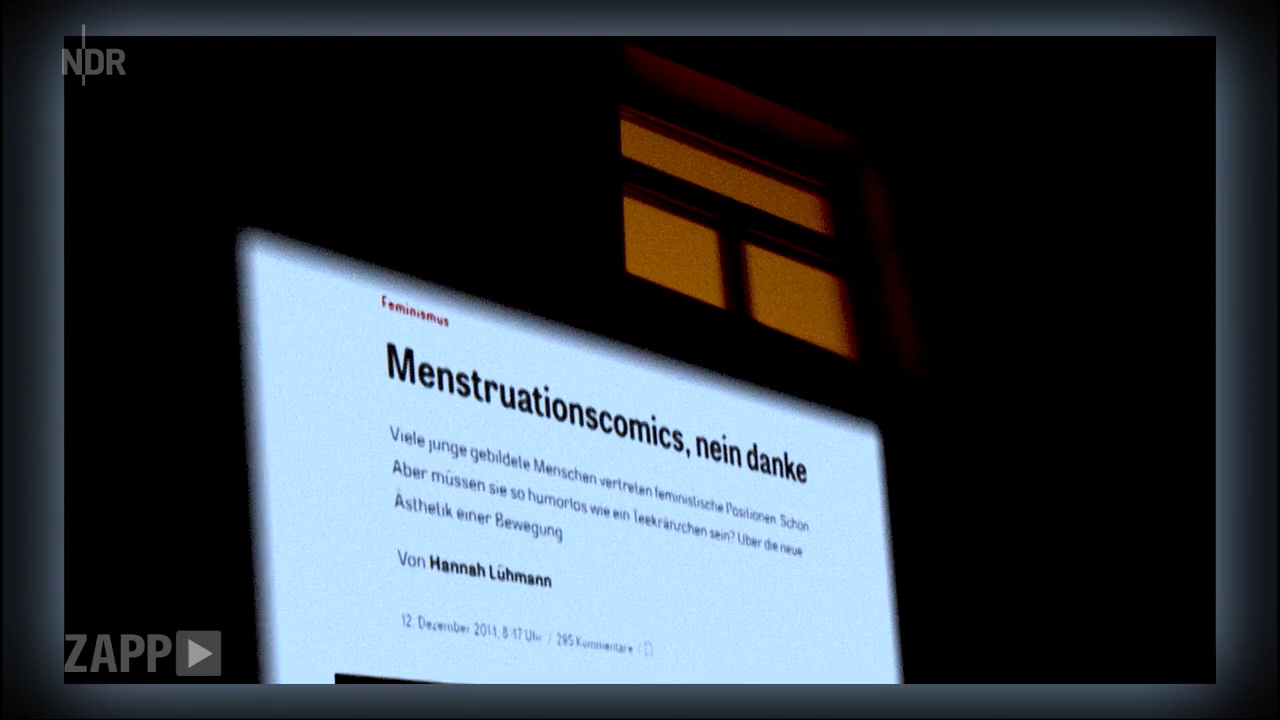 NDR
Feminismus
Menstruationscomics, nein danke
Viele junge gebildete Menschen vertreten feministische Positionen. Schön
Aber müssen sie so humorlos wie ein Teekränzchen sein? Über die neue
Ästhetik einer Bewegung
Von Hannah Lühmann
12. Dezember 2014, 8:17 Uhr / 295 Kommentare /
ZAPP